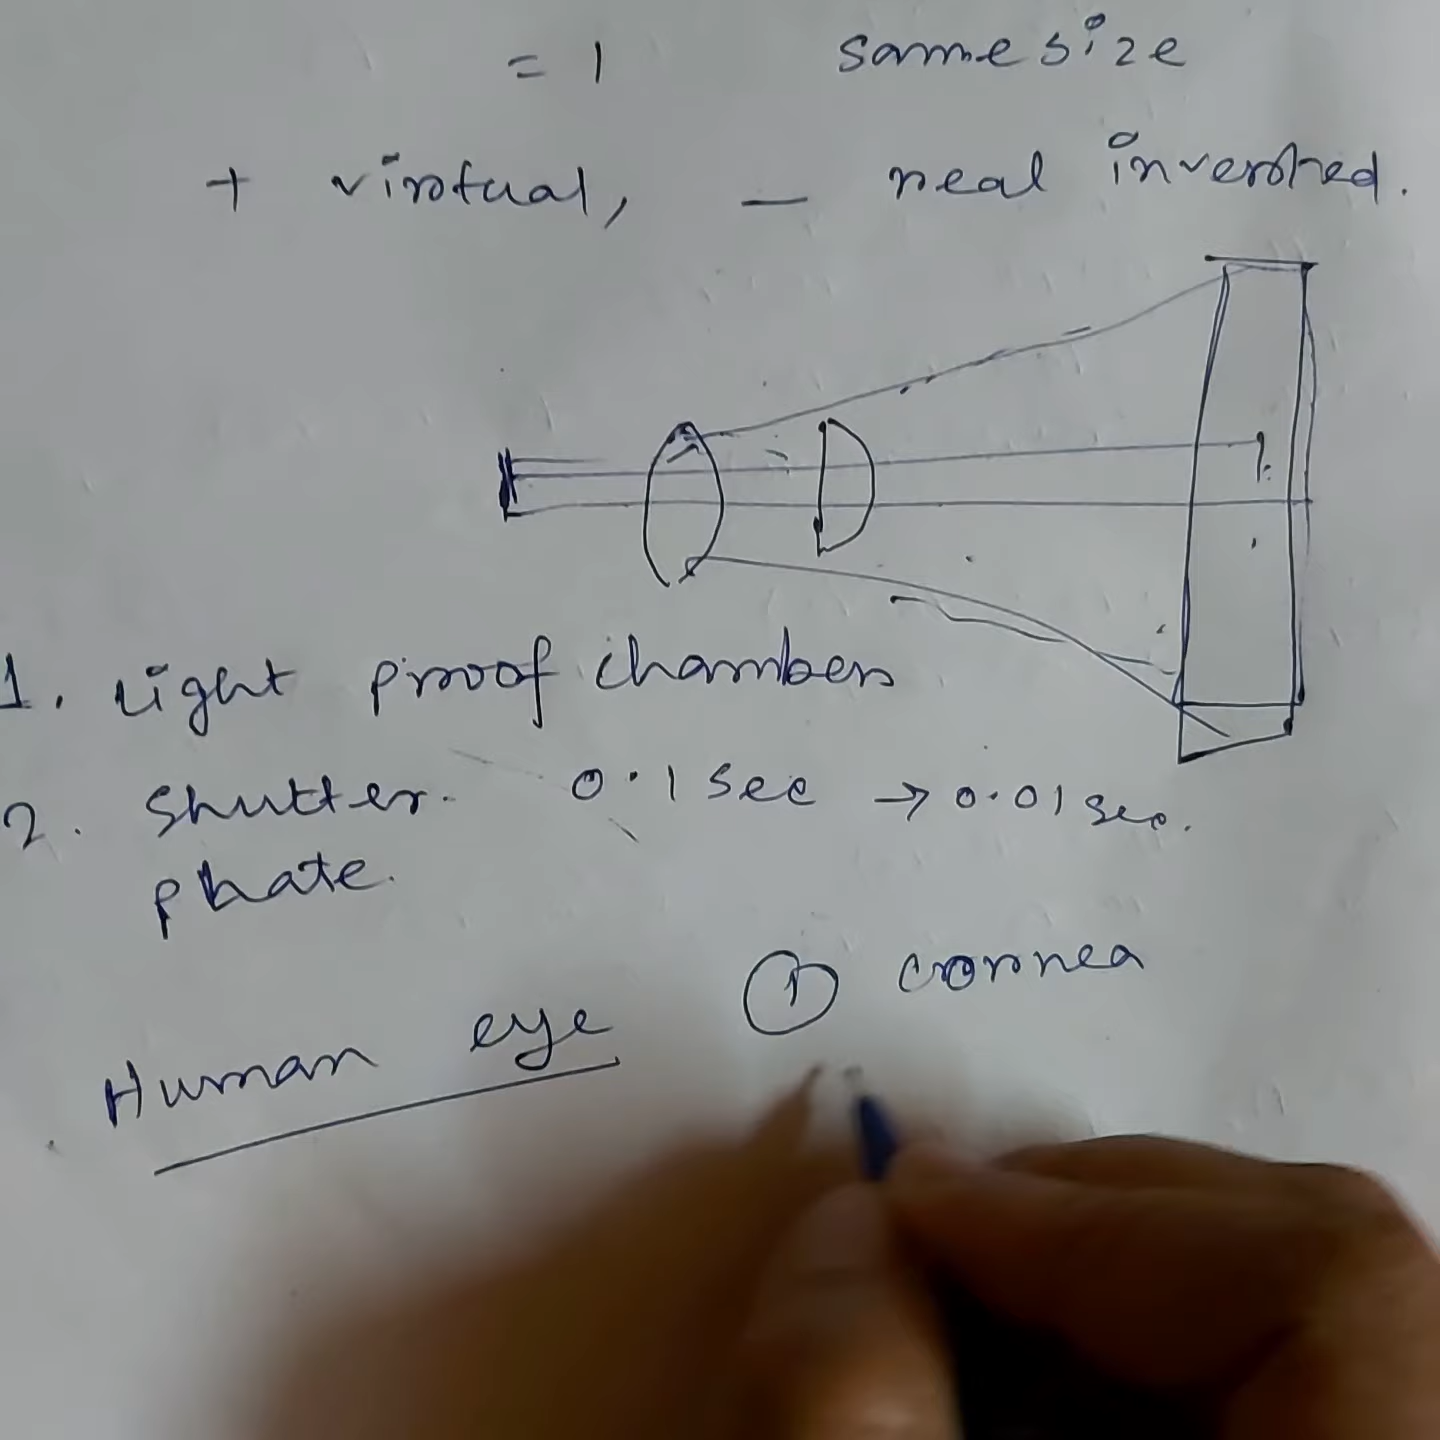 = 1 same size
+ virtual, - real inverted.
1. Light proof chamber
2. Shutter. 0.1 sec → 0.01 sec.
plate.
Human eye ① cornea